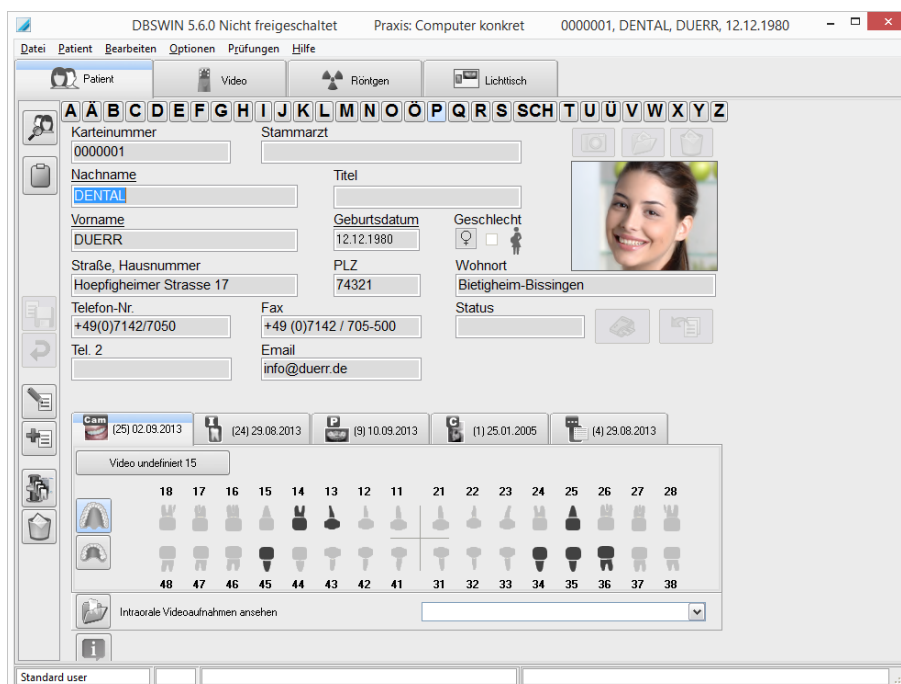 DBSWIN 5.6.0 Nicht freigeschaltet Praxis: Computer konkret 0000001, DENTAL, DUERR, 12.12.1980
Datei Patient Bearbeiten Optionen Prüfungen Hilfe
Patient Video Röntgen Lichttisch
A Ä B C D E F G H I J K L M N O Ö P Q R S SCH T U Ü V W X Y Z
Karteinummer Stammarzt
0000001
Nachname Titel
DENTAL
Vorname Geburtsdatum Geschlecht
DUERR 12.12.1980
Straße, Hausnummer PLZ Wohnort
Hoepfigheimer Strasse 17 74321 Bietigheim-Bissingen
Telefon-Nr. Fax Status
+49(0)7142/7050 +49 (0)7142 / 705-500
Tel. 2 Email
info@duerr.de
Cam (25) 02.09.2013 I (24) 29.08.2013 P (9) 10.09.2013 C (1) 25.01.2005 (4) 29.08.2013
Video undefiniert 15
18 17 16 15 14 13 12 11 21 22 23 24 25 26 27 28
48 47 46 45 44 43 42 41 31 32 33 34 35 36 37 38
Intraorale Videoaufnahmen ansehen
Standard user